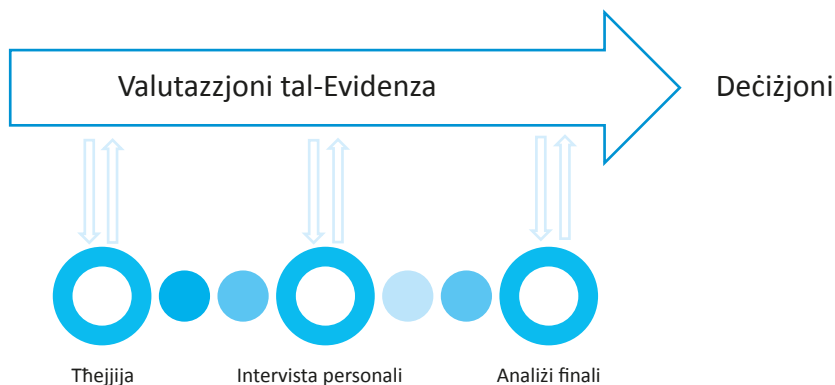 Valutazzjoni tal-Evidenza
Deċiżjoni
Tħejjija
Intervista personali
Analiżi finali